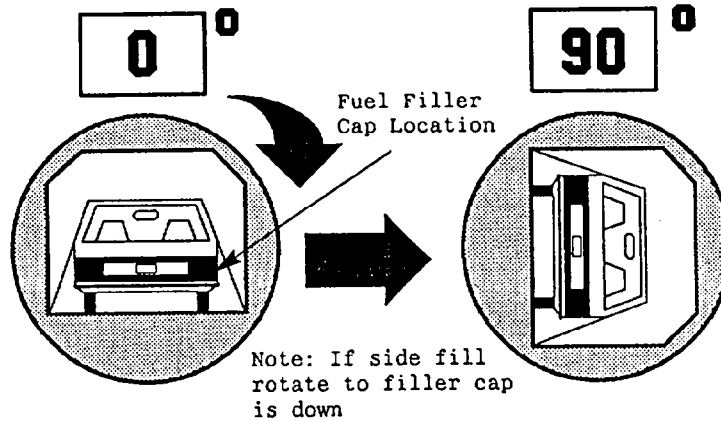 0°
90°
Fuel Filler
Cap Location
Note: If side fill
rotate to filler cap
is down